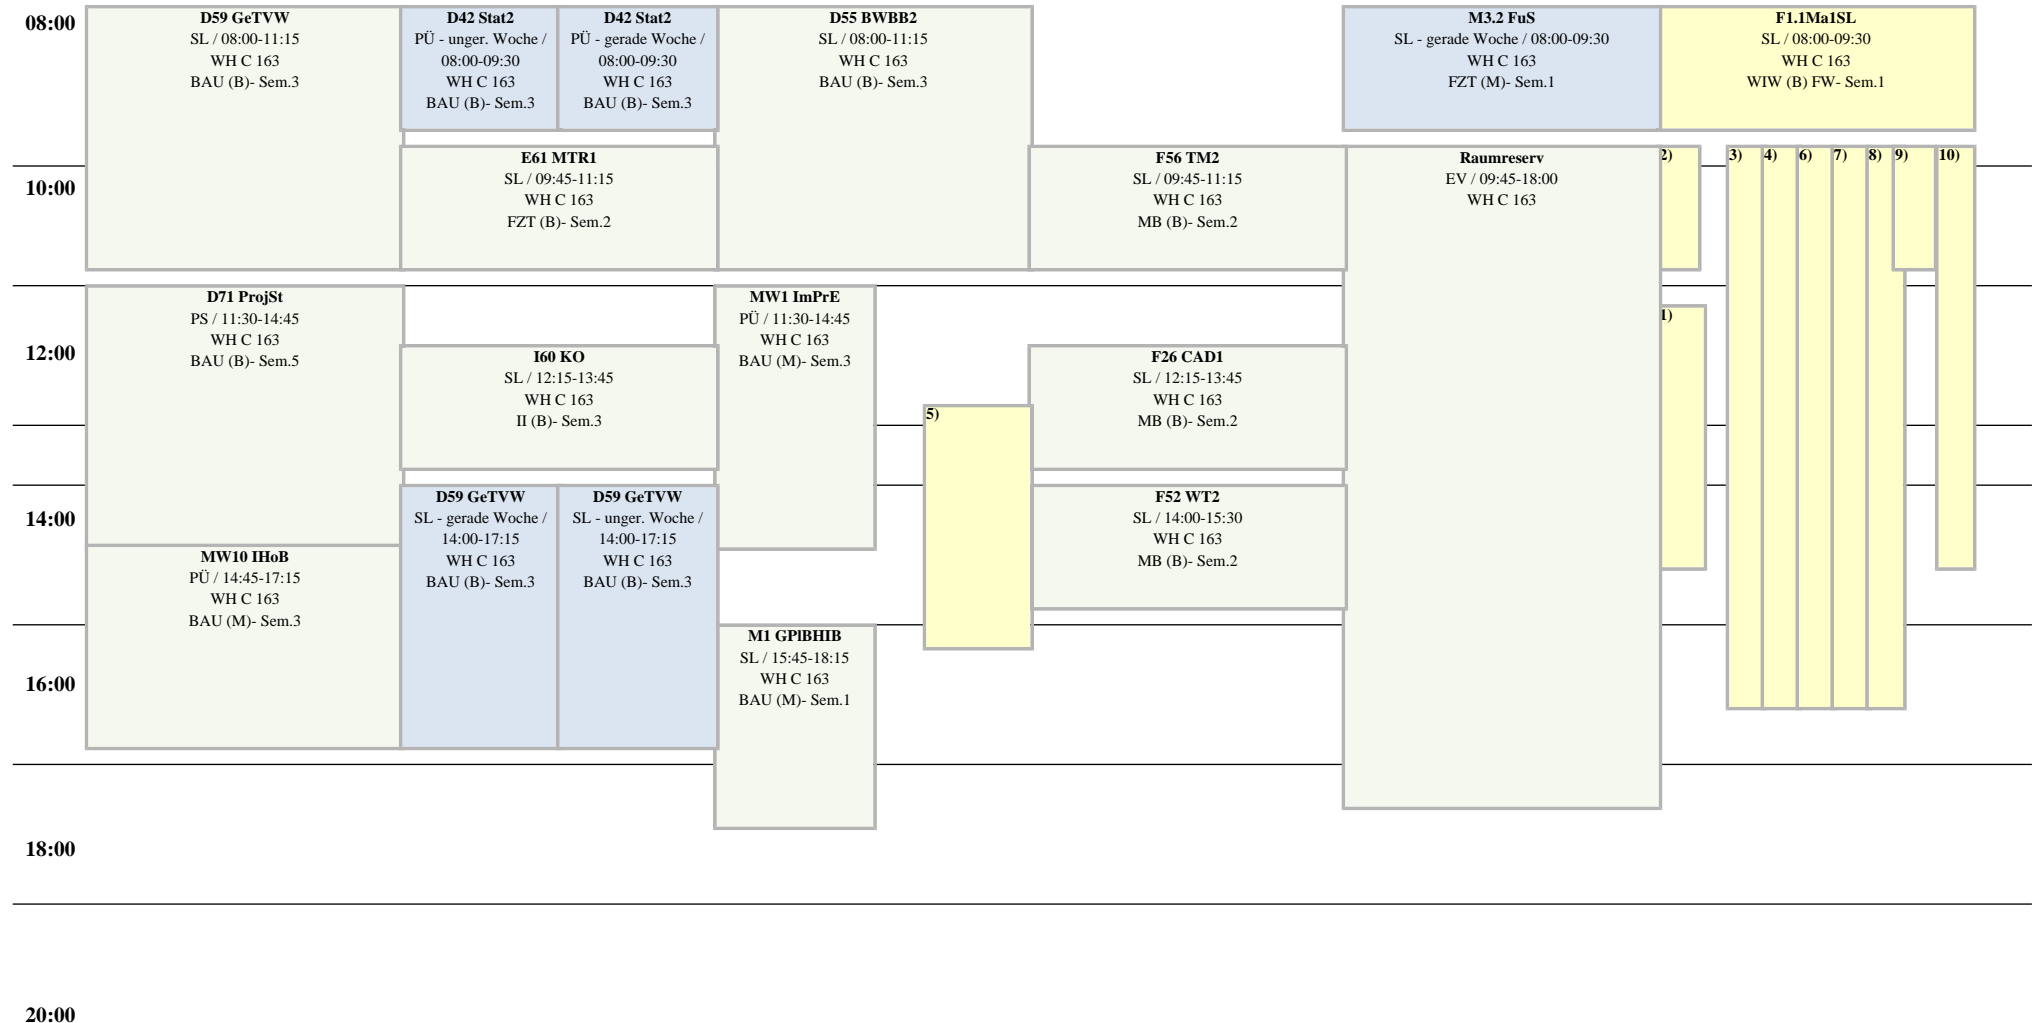 08:00
10:00
12:00
14:00
16:00
18:00
20:00
D59 GeTVW
SL / 08:00-11:15
WH C 163
BAU (B)- Sem.3
D71 ProjSt
PS / 11:30-14:45
WH C 163
BAU (B)- Sem.5
MW10 IHoB
PÜ / 14:45-17:15
WH C 163
BAU (M)- Sem.3
D42 Stat2
PÜ - unger. Woche /
08:00-09:30
WH C 163
BAU (B)- Sem.3
D42 Stat2
PÜ - gerade Woche /
08:00-09:30
WH C 163
BAU (B)- Sem.3
E61 MTR1
SL / 09:45-11:15
WH C 163
FZT (B)- Sem.2
I60 KO
SL / 12:15-13:45
WH C 163
II (B)- Sem.3
D59 GeTVW
SL - gerade Woche /
14:00-17:15
WH C 163
BAU (B)- Sem.3
D59 GeTVW
SL - unger. Woche /
14:00-17:15
WH C 163
BAU (B)- Sem.3
D55 BWBB2
SL / 08:00-11:15
WH C 163
BAU (B)- Sem.3
MW1 ImPrE
PÜ / 11:30-14:45
WH C 163
BAU (M)- Sem.3
5)
M1 GPlBHIB
SL / 15:45-18:15
WH C 163
BAU (M)- Sem.1
F56 TM2
SL / 09:45-11:15
WH C 163
MB (B)- Sem.2
F26 CAD1
SL / 12:15-13:45
WH C 163
MB (B)- Sem.2
F52 WT2
SL / 14:00-15:30
WH C 163
MB (B)- Sem.2
M3.2 FuS
SL - gerade Woche / 08:00-09:30
WH C 163
FZT (M)- Sem.1
Raumreserv
EV / 09:45-18:00
WH C 163
F1.1Ma1SL
SL / 08:00-09:30
WH C 163
WIW (B) FW- Sem.1
2)
3)
4)
6)
7)
8)
9)
10)
1)